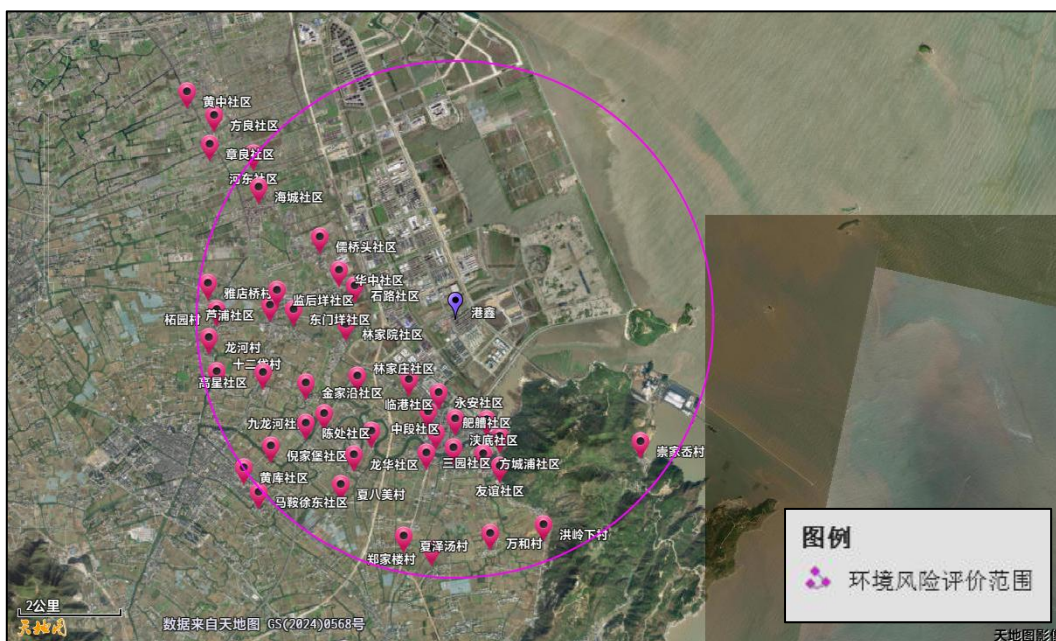 黄中社区
方良社区
章良社区
河东社区
海城社区
儒桥头社区
华中社区
石路社区
雅店桥村
监后垟社区
港鑫
柘园村
芦浦社区
东门垟社区
林家院社区
龙河村
十二岱村
高星社区
林家庄社区
金家沿社区
临港社区
永安社区
九龙河社
陈处社区
中段社区
舥艚社区
浃底社区
倪家堡社区
龙华社区
三园社区
方城浦社区
崇家岙村
黄库社区
马鞍徐东社区
夏八美村
友谊社区
郑家楼村
夏泽汤村
万和村
洪岭下村
图例
环境风险评价范围
2公里
天地图
数据来自天地图 GS(2024)0568号
天地图影